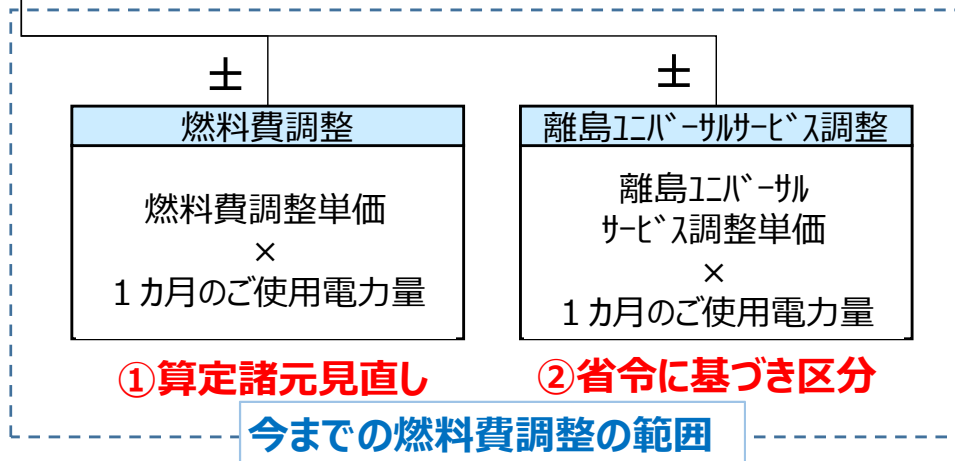 ±
±
燃料費調整
離島ﾕﾆﾊﾞｰｻﾙｻｰﾋﾞｽ調整
燃料費調整単価
×
１カ月のご使用電力量
離島ﾕﾆﾊﾞｰｻﾙ
ｻｰﾋﾞｽ調整単価
×
１カ月のご使用電力量
①算定諸元見直し
②省令に基づき区分
今までの燃料費調整の範囲